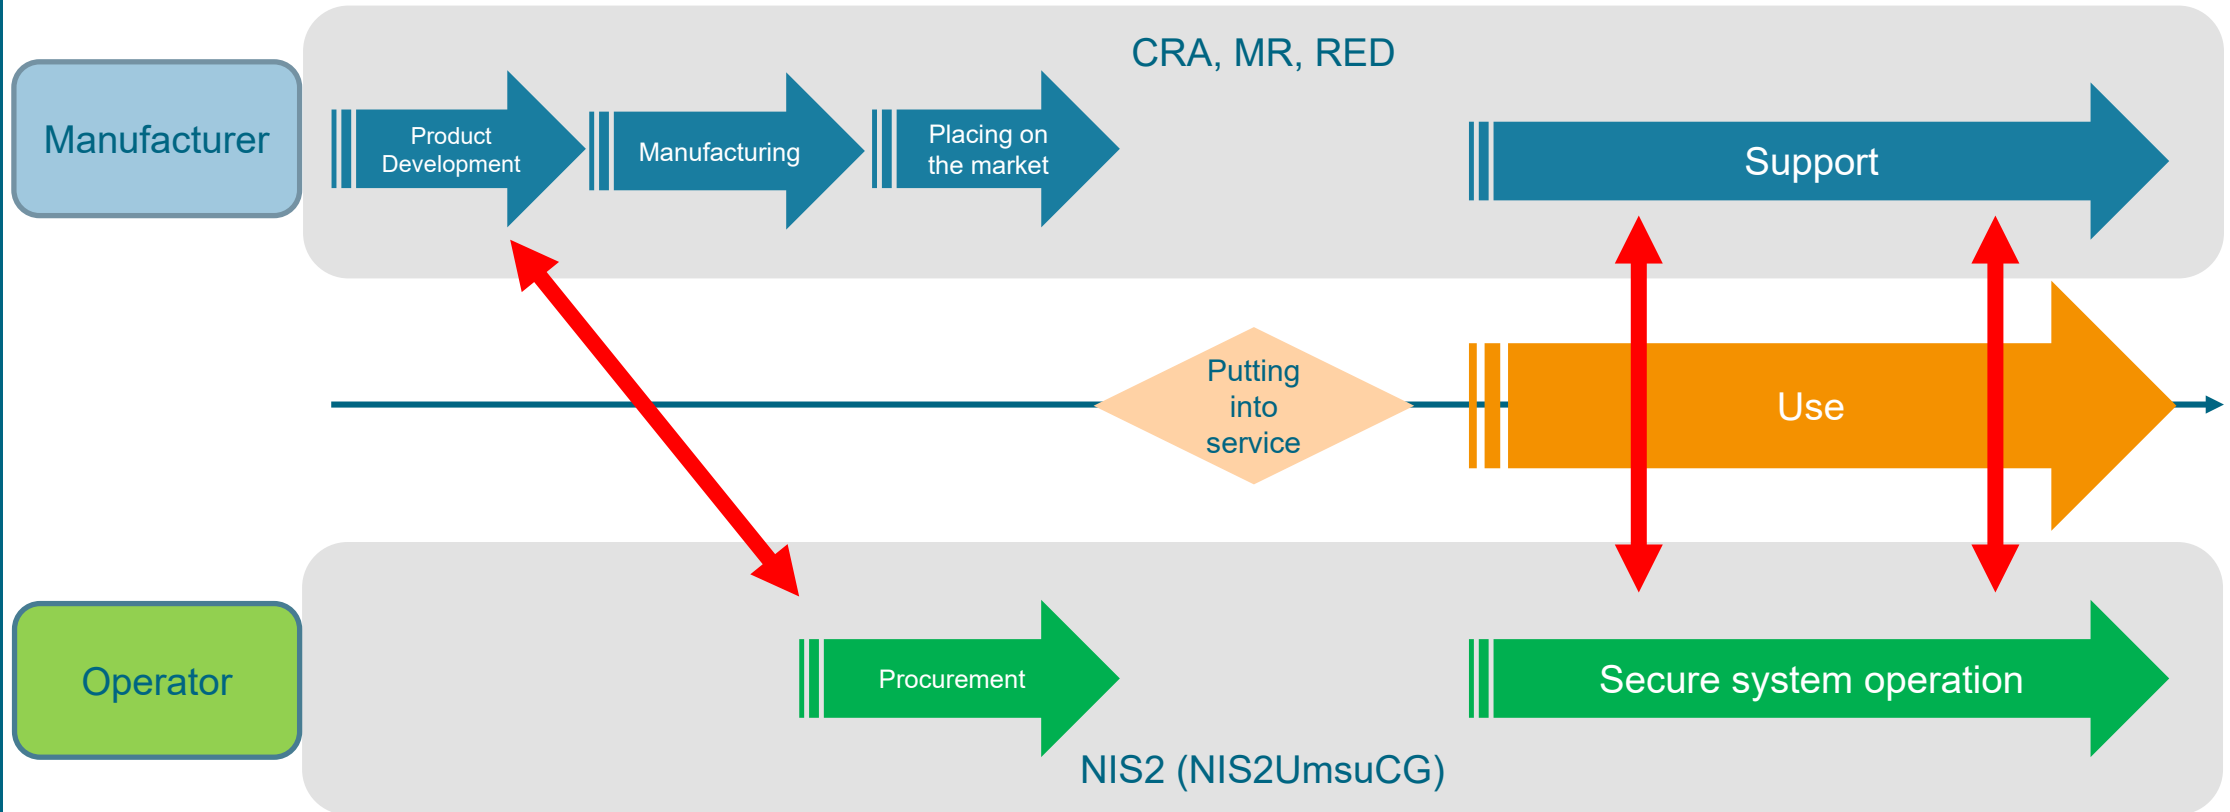 CRA, MR, RED
Manufacturer
Product
Development
Manufacturing
Placing on
the market
Support
Putting
into
service
Use
Operator
Procurement
Secure system operation
NIS2 (NIS2UmsuCG)